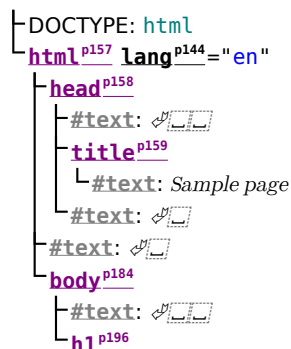 DOCTYPE: html
html p157 lang p144="en"
head p158
#text: ⏎␣␣
title p159
#text: Sample page
#text: ⏎␣
#text: ⏎␣
body p184
#text: ⏎␣␣
h1 p196